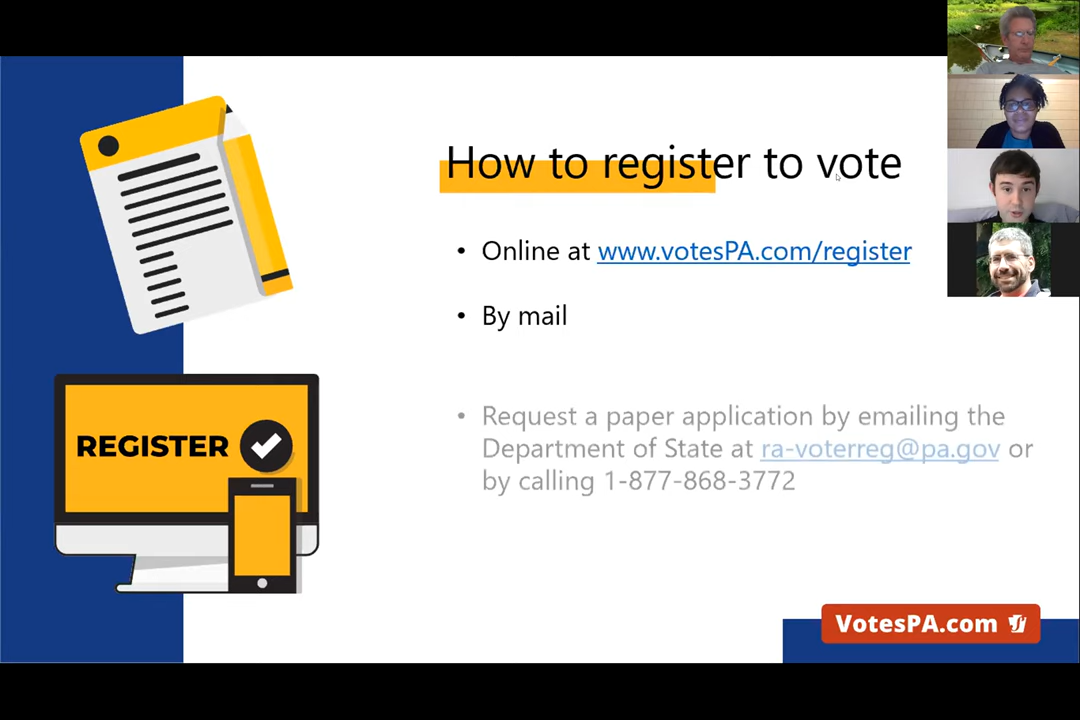 How to register to vote
• Online at www.votesPA.com/register
• By mail
• Request a paper application by emailing the
Department of State at ra-voterreg@pa.gov or
by calling 1-877-868-3772
REGISTER
VotesPA.com